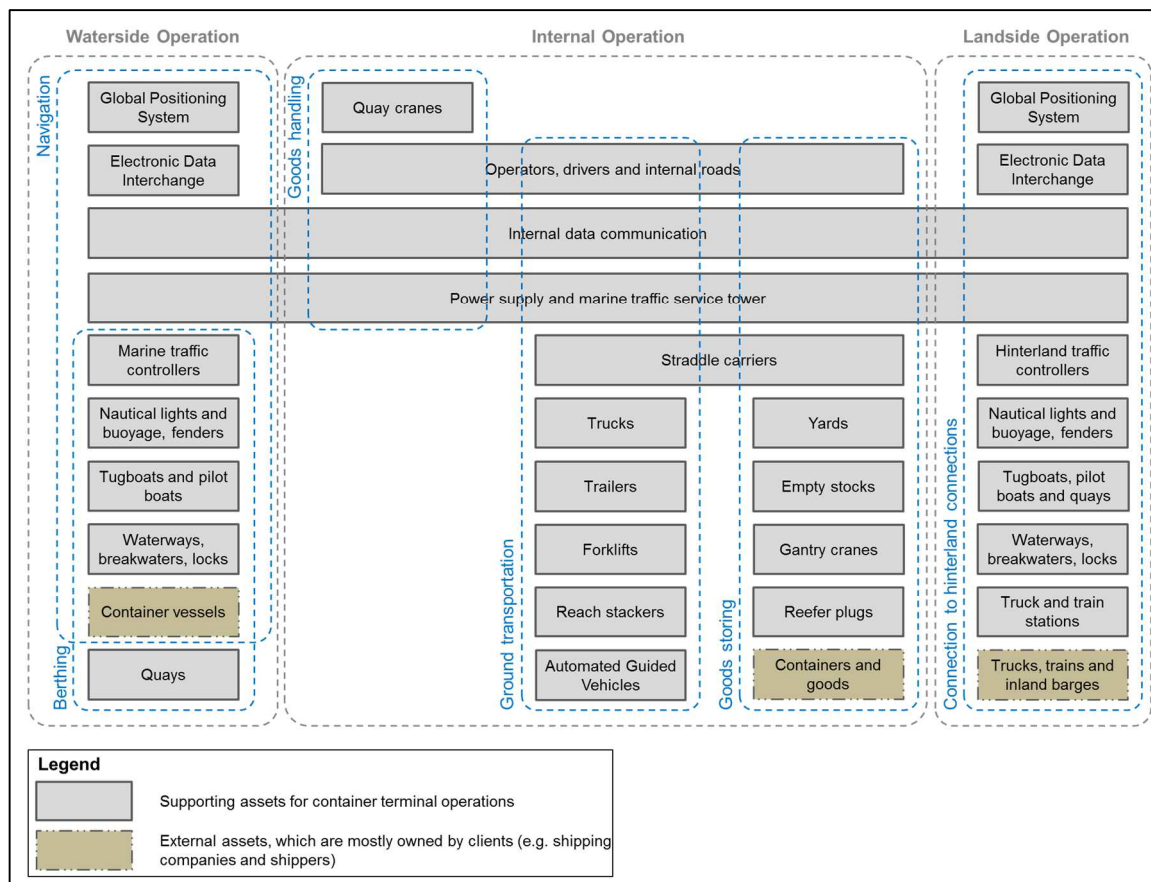 Waterside Operation
Internal Operation
Landside Operation
Navigation
Global Positioning
System
Electronic Data
Interchange
Goods handling
Quay cranes
Operators, drivers and internal roads
Global Positioning
System
Electronic Data
Interchange
Internal data communication
Power supply and marine traffic service tower
Berthing
Marine traffic
controllers
Nautical lights and
buoyage, fenders
Tugboats and pilot
boats
Waterways,
breakwaters, locks
Container vessels
Quays
Straddle carriers
Ground transportation
Trucks
Trailers
Forklifts
Reach stackers
Automated Guided
Vehicles
Goods storing
Yards
Empty stocks
Gantry cranes
Reefer plugs
Containers and
goods
Connection to hinterland connections
Hinterland traffic
controllers
Nautical lights and
buoyage, fenders
Tugboats, pilot
boats and quays
Waterways,
breakwaters, locks
Truck and train
stations
Trucks, trains and
inland barges
Legend
Supporting assets for container terminal operations
External assets, which are mostly owned by clients (e.g. shipping
companies and shippers)